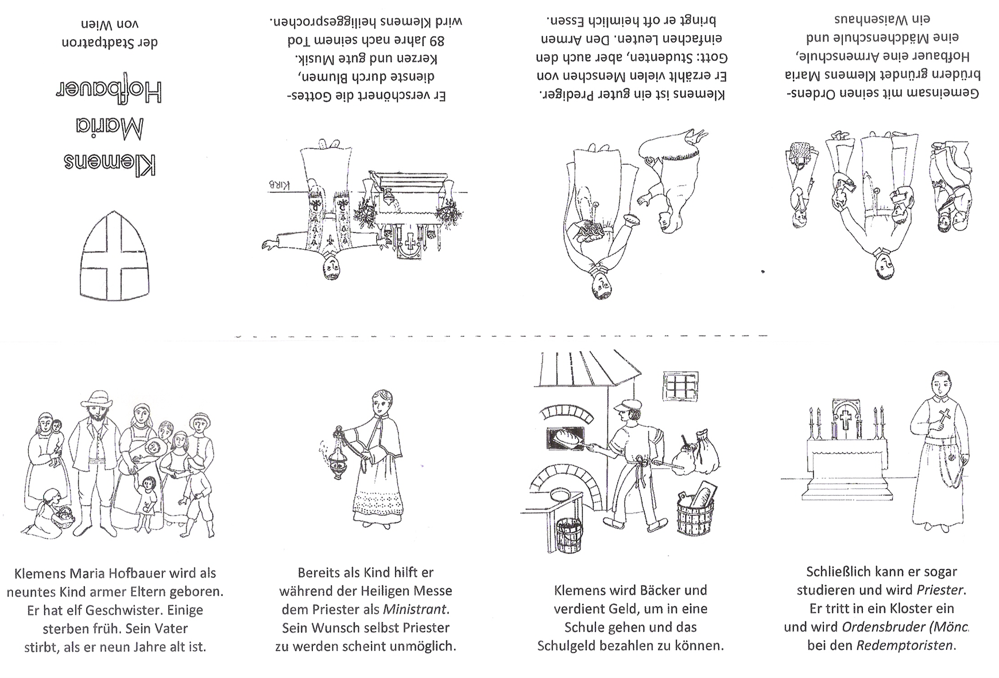 Klemens
Maria
Hofbauer
der Stadtpatron
von Wien
Klemens Maria Hofbauer wird als
neuntes Kind armer Eltern geboren.
Er hat elf Geschwister. Einige
sterben früh. Sein Vater
stirbt, als er neun Jahre alt ist.
Bereits als Kind hilft er
während der Heiligen Messe
dem Priester als Ministrant.
Sein Wunsch selbst Priester
zu werden scheint unmöglich.
Klemens wird Bäcker und
verdient Geld, um in eine
Schule gehen und das
Schulgeld bezahlen zu können.
Schließlich kann er sogar
studieren und wird Priester.
Er tritt in ein Kloster ein
und wird Ordensbruder (Mönc
bei den Redemptoristen.
Gemeinsam mit seinen Ordens-
brüdern gründet Klemens Maria
Hofbauer eine Armenschule,
eine Mädchenschule und
ein Waisenhaus
Klemens ist ein guter Prediger.
Er erzählt vielen Menschen von
Gott: Studenten, aber auch den
einfachen Leuten. Den Armen
bringt er oft heimlich Essen.
KIRB
Er verschönert die Gottes-
dienste durch Blumen,
Kerzen und gute Musik.
89 Jahre nach seinem Tod
wird Klemens heiliggesprochen.